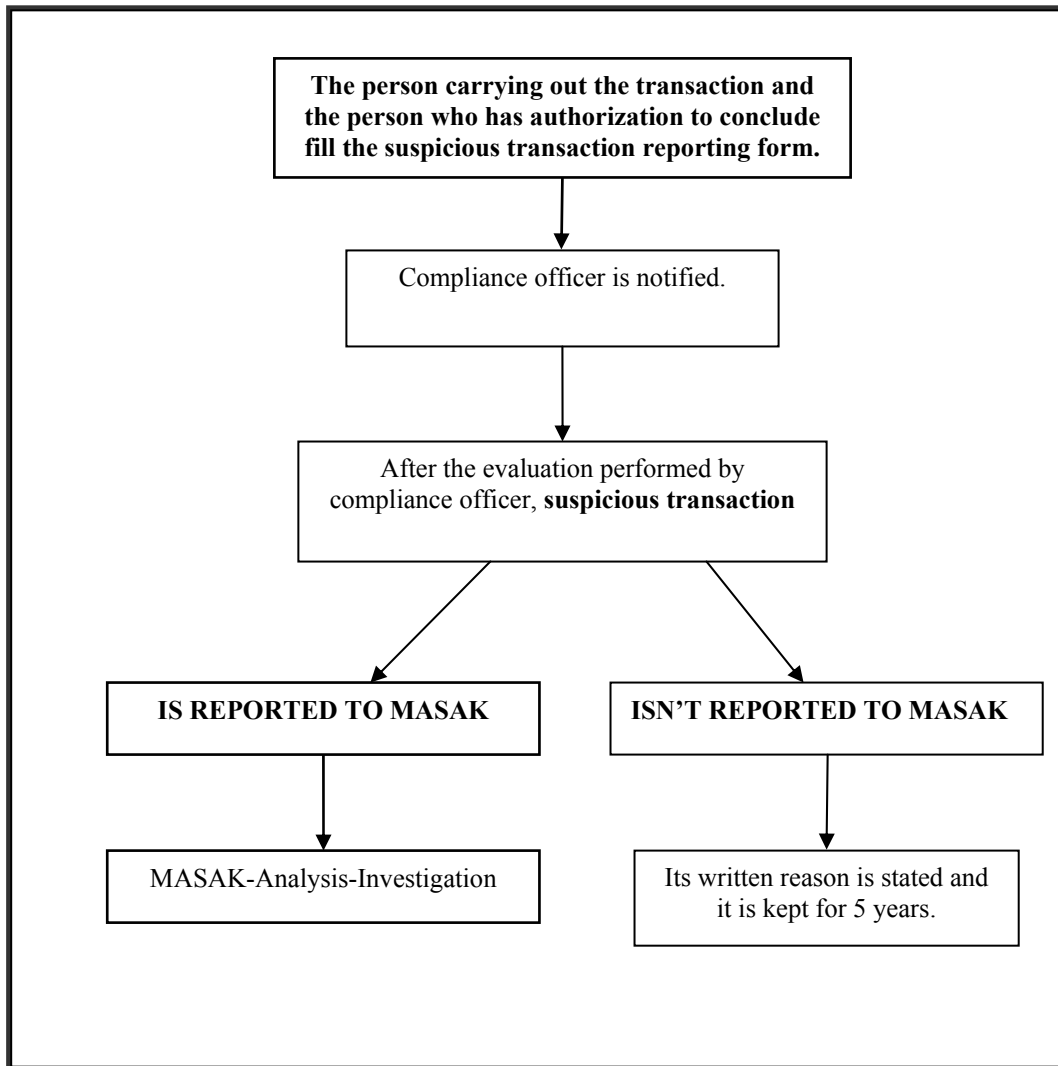 The person carrying out the transaction and
the person who has authorization to conclude
fill the suspicious transaction reporting form.
Compliance officer is notified.
After the evaluation performed by
compliance officer, suspicious transaction
IS REPORTED TO MASAK
ISN’T REPORTED TO MASAK
MASAK-Analysis-Investigation
Its written reason is stated and
it is kept for 5 years.